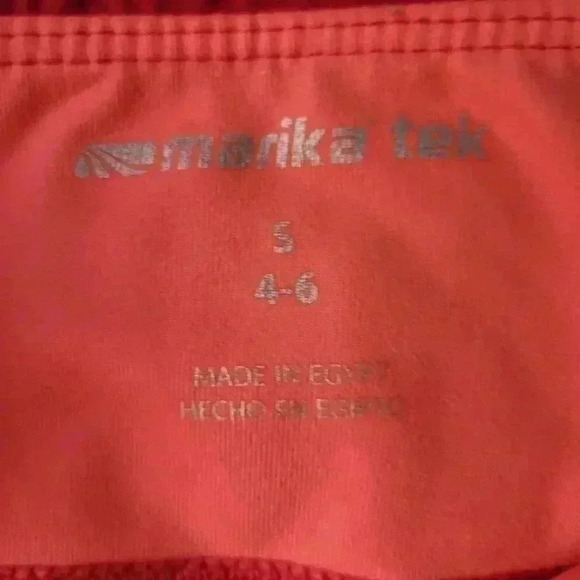 marika tek
S
4-6
MADE IN EGYPT
HECHO EN EGIPTO